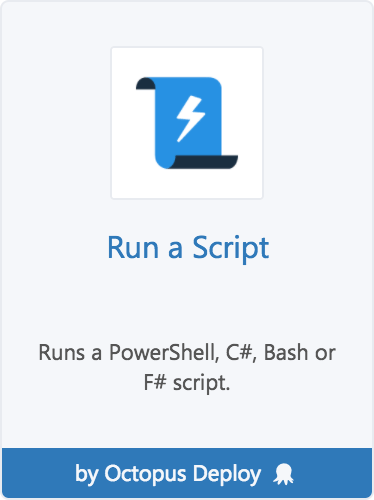 Run a Script
Runs a PowerShell, C#, Bash or
F# script.
by Octopus Deploy